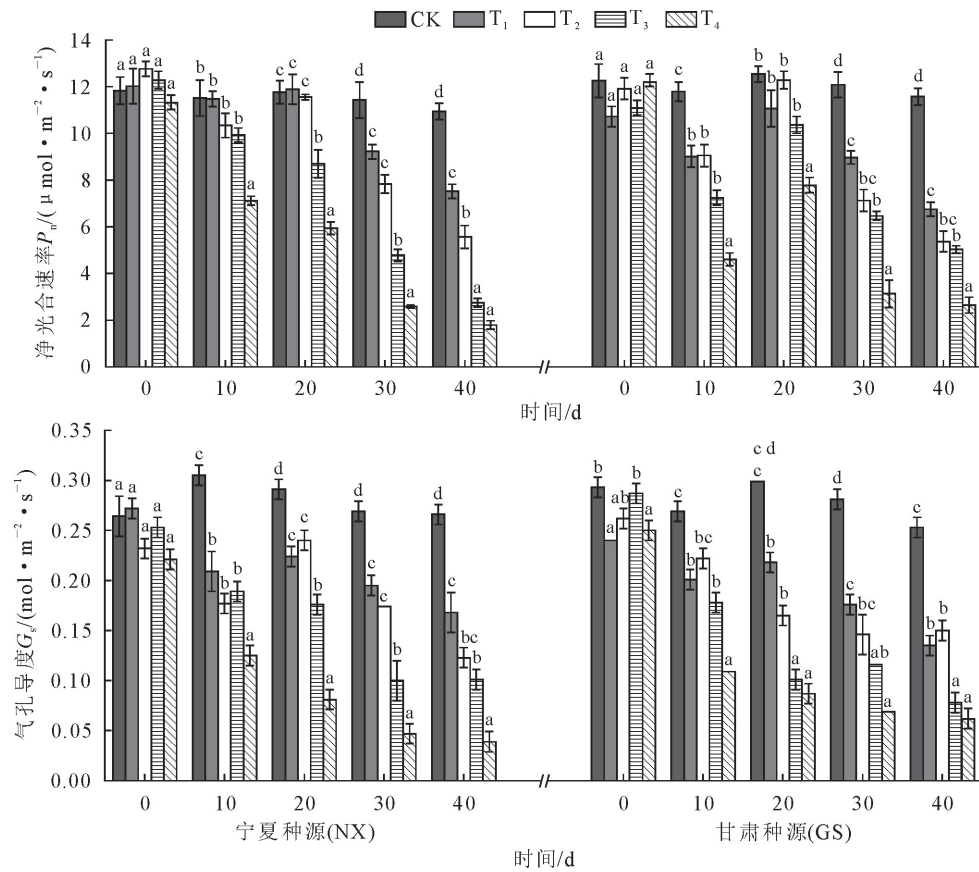 CK T₁ T₂ T₃ T₄
净光合速率Pₙ/(μmol·m⁻²·s⁻¹)
14
12
10
8
6
4
2
0
a a a a a
b b b b a
c c c b a
d c c b a
d c b a a
a a a a a
c b b b a
b b b b a
d c bc b a
d c bc c b a
0 10 20 30 40 0 10 20 30 40
时间/d
气孔导度Gₛ/(mol·m⁻²·s⁻¹)
0.35
0.30
0.25
0.20
0.15
0.10
0.05
0.00
a a a a a
c b b b a
d c c b a
d c c b a
d c bc b a
b a ab b a
c b bc b a
c d c b b a a
d c bc ab a
c b b a a
0 10 20 30 40 0 10 20 30 40
宁夏种源(NX) 甘肃种源(GS)
时间/d